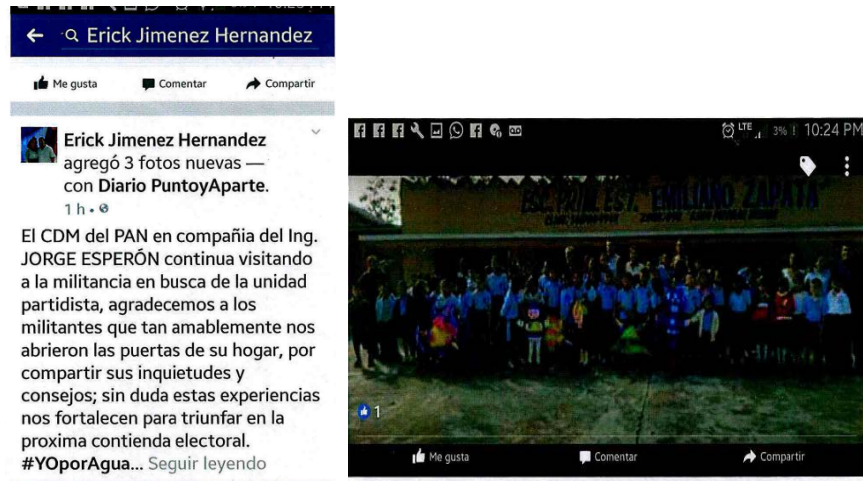 Erick Jimenez Hernandez
Me gusta Comentar Compartir
Erick Jimenez Hernandez
agregó 3 fotos nuevas —
con Diario PuntoyAparte.
1 h
El CDM del PAN en compañia del Ing.
JORGE ESPERÓN continua visitando
a la militancia en busca de la unidad
partidista, agradecemos a los
militantes que tan amablemente nos
abrieron las puertas de su hogar, por
compartir sus inquietudes y
consejos; sin duda estas experiencias
nos fortalecen para triunfar en la
proxima contienda electoral.
#YOporAgua... Seguir leyendo
LTE 3% 10:24 PM
EST. "EMILIANO ZAPATA"
1
Me gusta Comentar Compartir